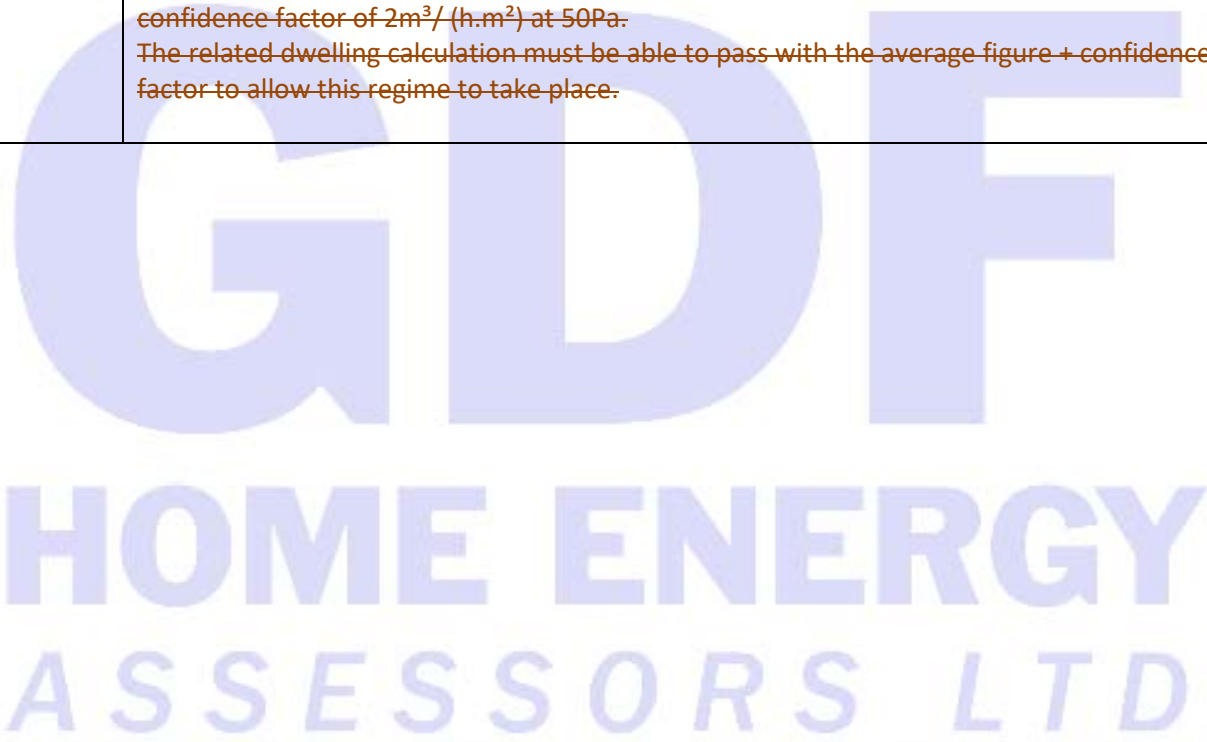 confidence factor of 2m³/ (h.m²) at 50Pa.
The related dwelling calculation must be able to pass with the average figure + confidence
factor to allow this regime to take place.
GDF
HOME ENERGY
ASSESSORS LTD